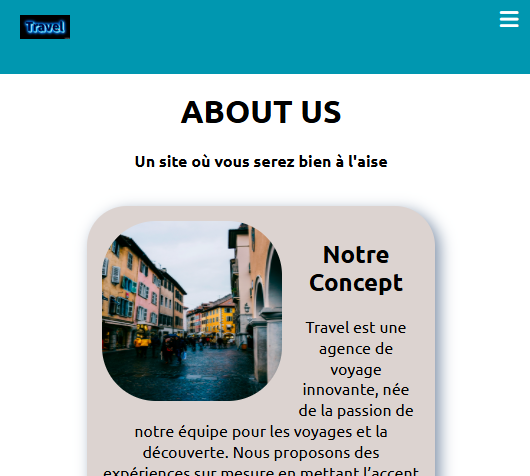 Travel
ABOUT US
Un site où vous serez bien à l'aise
Notre
Concept
Travel est une
agence de
voyage
innovante, née
de la passion de
notre équipe pour les voyages et la
découverte. Nous proposons des
expériences sur mesure en mettant l’accent